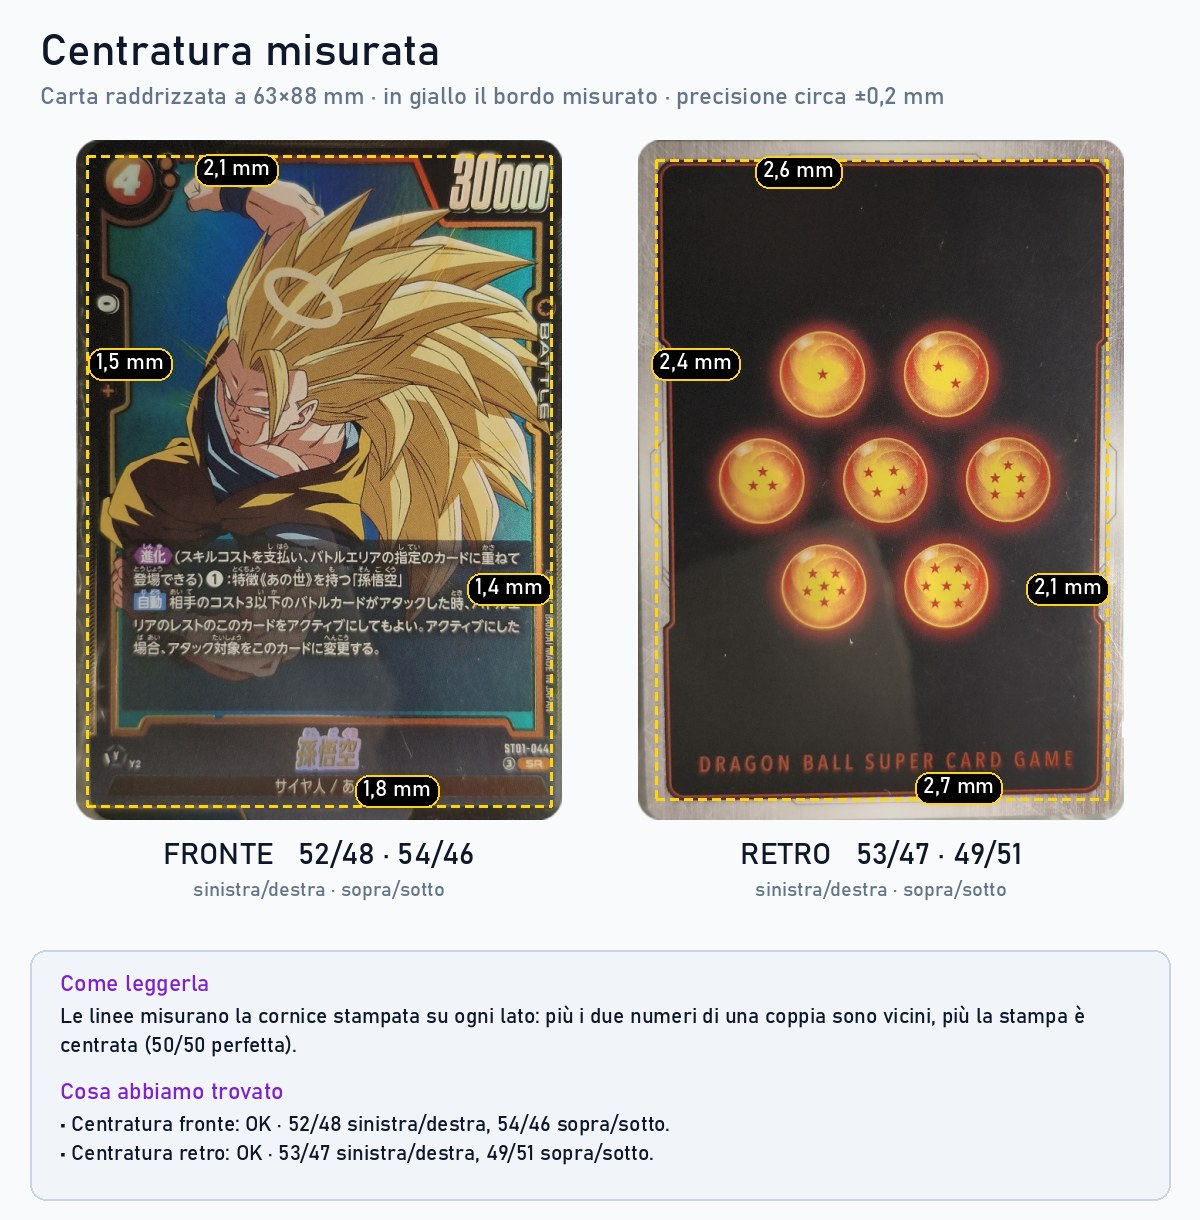 Centratura misurata
Carta raddrizzata a 63×88 mm · in giallo il bordo misurato · precisione circa ±0,2 mm
4
2,1 mm
30000
0
BATTLE
1,5 mm
進化 (スキルコストを支払い、バトルエリアの指定のカードに重ねて
登場できる) 1 :特徴《あの世》を持つ「孫悟空」
1,4 mm
自動 相手のコスト3以下のバトルカードがアタックした時、バトルエ
リアのレストのこのカードをアクティブにしてもよい。アクティブにした
場合、アタック対象をこのカードに変更する。
孫悟空
Y Y2
ST01-044
3 SR
サイヤ人 / あ
1,8 mm
2,6 mm
2,4 mm
2,1 mm
DRAGON BALL SUPER CARD GAME
2,7 mm
FRONTE 52/48 · 54/46
sinistra/destra · sopra/sotto
RETRO 53/47 · 49/51
sinistra/destra · sopra/sotto
Come leggerla
Le linee misurano la cornice stampata su ogni lato: più i due numeri di una coppia sono vicini, più la stampa è
centrata (50/50 perfetta).
Cosa abbiamo trovato
• Centratura fronte: OK · 52/48 sinistra/destra, 54/46 sopra/sotto.
• Centratura retro: OK · 53/47 sinistra/destra, 49/51 sopra/sotto.